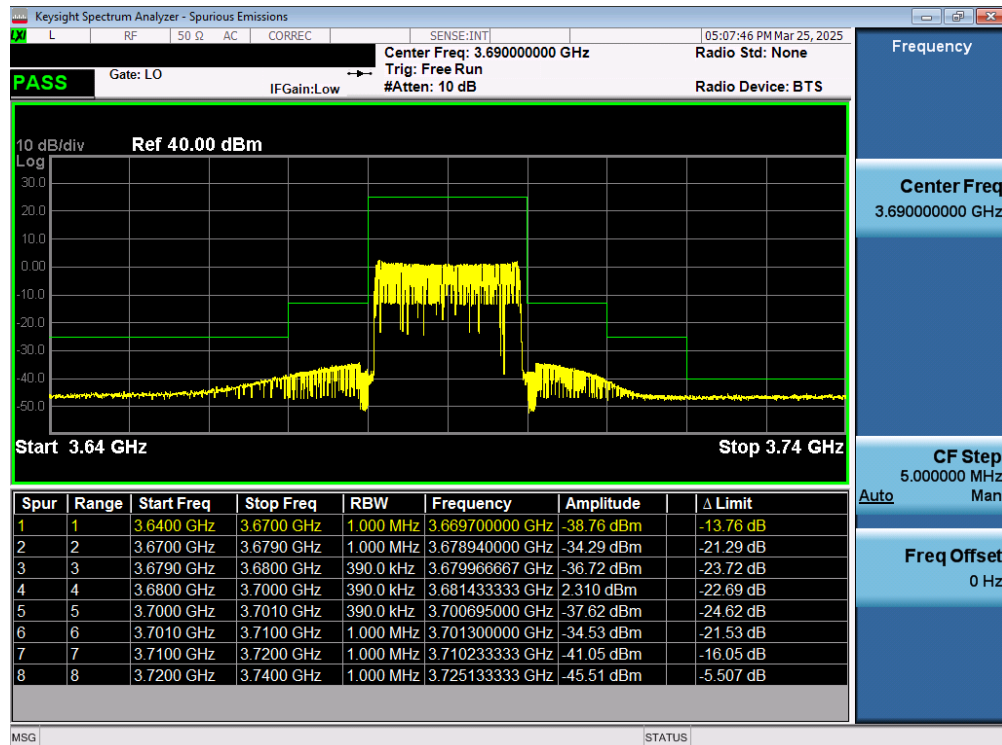 Keysight Spectrum Analyzer - Spurious Emissions
LXI L RF 50 Ω AC CORREC SENSE:INT 05:07:46 PM Mar 25, 2025
Center Freq: 3.690000000 GHz Radio Std: None
Gate: LO Trig: Free Run
PASS IFGain:Low #Atten: 10 dB Radio Device: BTS
10 dB/div Ref 40.00 dBm
Log
30.0
20.0
10.0
0.00
-10.0
-20.0
-30.0
-40.0
-50.0
Start 3.64 GHz Stop 3.74 GHz
Spur Range Start Freq Stop Freq RBW Frequency Amplitude Δ Limit
1 1 3.6400 GHz 3.6700 GHz 1.000 MHz 3.669700000 GHz -38.76 dBm -13.76 dB
2 2 3.6700 GHz 3.6790 GHz 1.000 MHz 3.678940000 GHz -34.29 dBm -21.29 dB
3 3 3.6790 GHz 3.6800 GHz 390.0 kHz 3.679966667 GHz -36.72 dBm -23.72 dB
4 4 3.6800 GHz 3.7000 GHz 390.0 kHz 3.681433333 GHz 2.310 dBm -22.69 dB
5 5 3.7000 GHz 3.7010 GHz 390.0 kHz 3.700695000 GHz -37.62 dBm -24.62 dB
6 6 3.7010 GHz 3.7100 GHz 1.000 MHz 3.701300000 GHz -34.53 dBm -21.53 dB
7 7 3.7100 GHz 3.7200 GHz 1.000 MHz 3.710233333 GHz -41.05 dBm -16.05 dB
8 8 3.7200 GHz 3.7400 GHz 1.000 MHz 3.725133333 GHz -45.51 dBm -5.507 dB
MSG STATUS
Frequency
Center Freq
3.690000000 GHz
CF Step
5.000000 MHz
Auto Man
Freq Offset
0 Hz